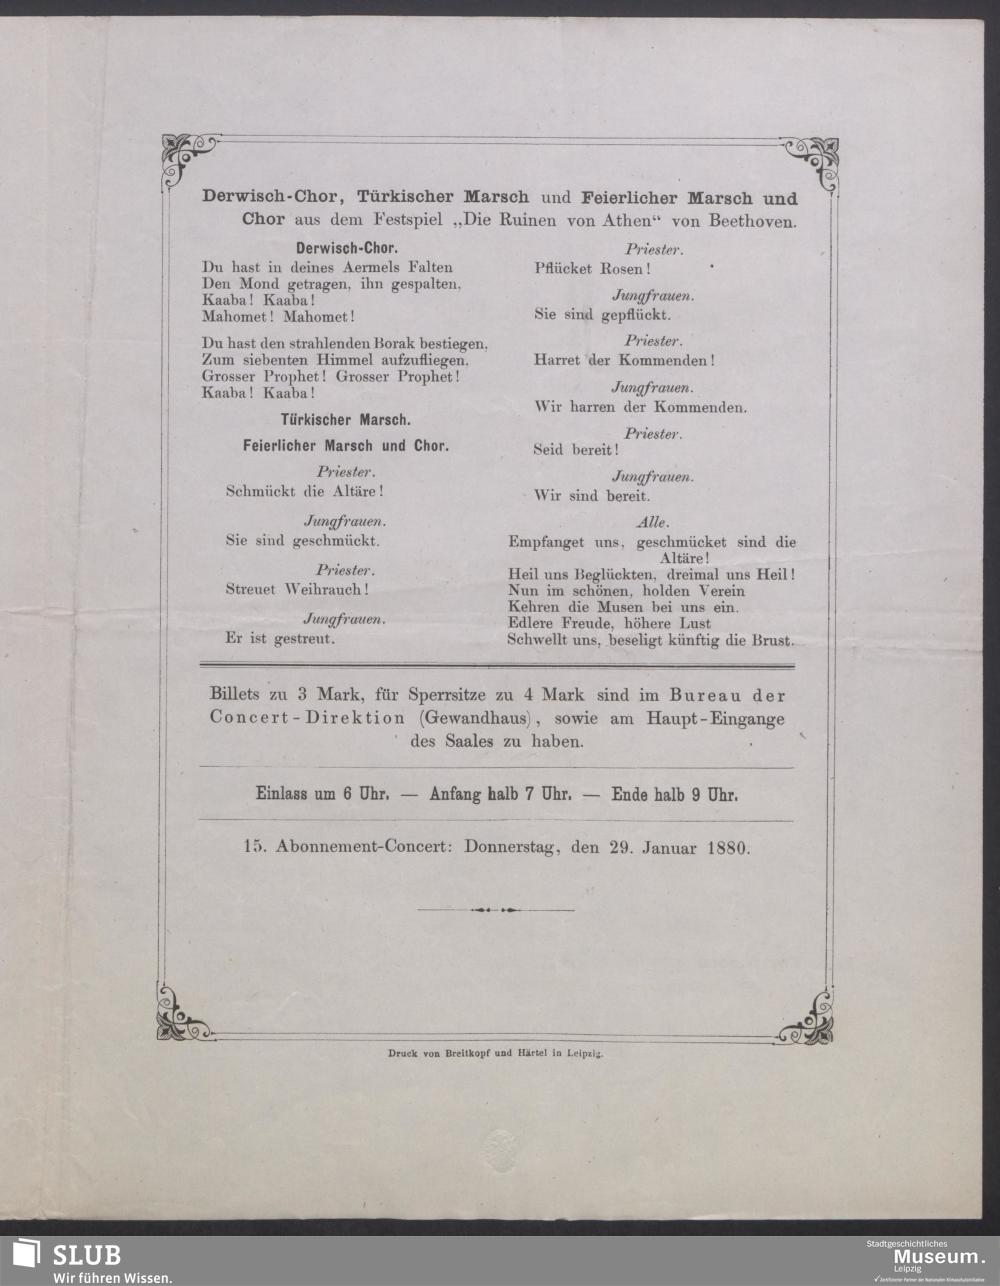 Derwisch-Chor, Türkischer Marsch und Feierlicher Marsch und
Chor aus dem Festspiel „Die Ruinen von Athen“ von Beethoven.
Derwisch-Chor.
Du hast in deines Aermels Falten
Den Mond getragen, ihn gespalten,
Kaaba! Kaaba!
Mahomet! Mahomet!
Du hast den strahlenden Borak bestiegen,
Zum siebenten Himmel aufzufliegen,
Grosser Prophet! Grosser Prophet!
Kaaba! Kaaba!
Türkischer Marsch.
Feierlicher Marsch und Chor.
Priester.
Schmückt die Altäre!
Jungfrauen.
Sie sind geschmückt.
Priester.
Streuet Weihrauch!
Jungfrauen.
Er ist gestreut.
Priester.
Pflücket Rosen!
Jungfrauen.
Sie sind gepflückt.
Priester.
Harret der Kommenden!
Jungfrauen.
Wir harren der Kommenden.
Priester.
Seid bereit!
Jungfrauen.
Wir sind bereit.
Alle.
Empfanget uns, geschmücket sind die
Altäre!
Heil uns Beglückten, dreimal uns Heil!
Nun im schönen, holden Verein
Kehren die Musen bei uns ein.
Edlere Freude, höhere Lust
Schwellt uns, beseligt künftig die Brust.
Billets zu 3 Mark, für Sperrsitze zu 4 Mark sind im Bureau der
Concert-Direktion (Gewandhaus), sowie am Haupt-Eingange
des Saales zu haben.
Einlass um 6 Uhr. — Anfang halb 7 Uhr. — Ende halb 9 Uhr.
15. Abonnement-Concert: Donnerstag, den 29. Januar 1880.
Druck von Breitkopf und Härtel in Leipzig.
SLUB
Wir führen Wissen.
Stadtgeschichtliches
Museum.
Leipzig
Zertifizierter Partner der Nationalen Klimaschutzinitiative